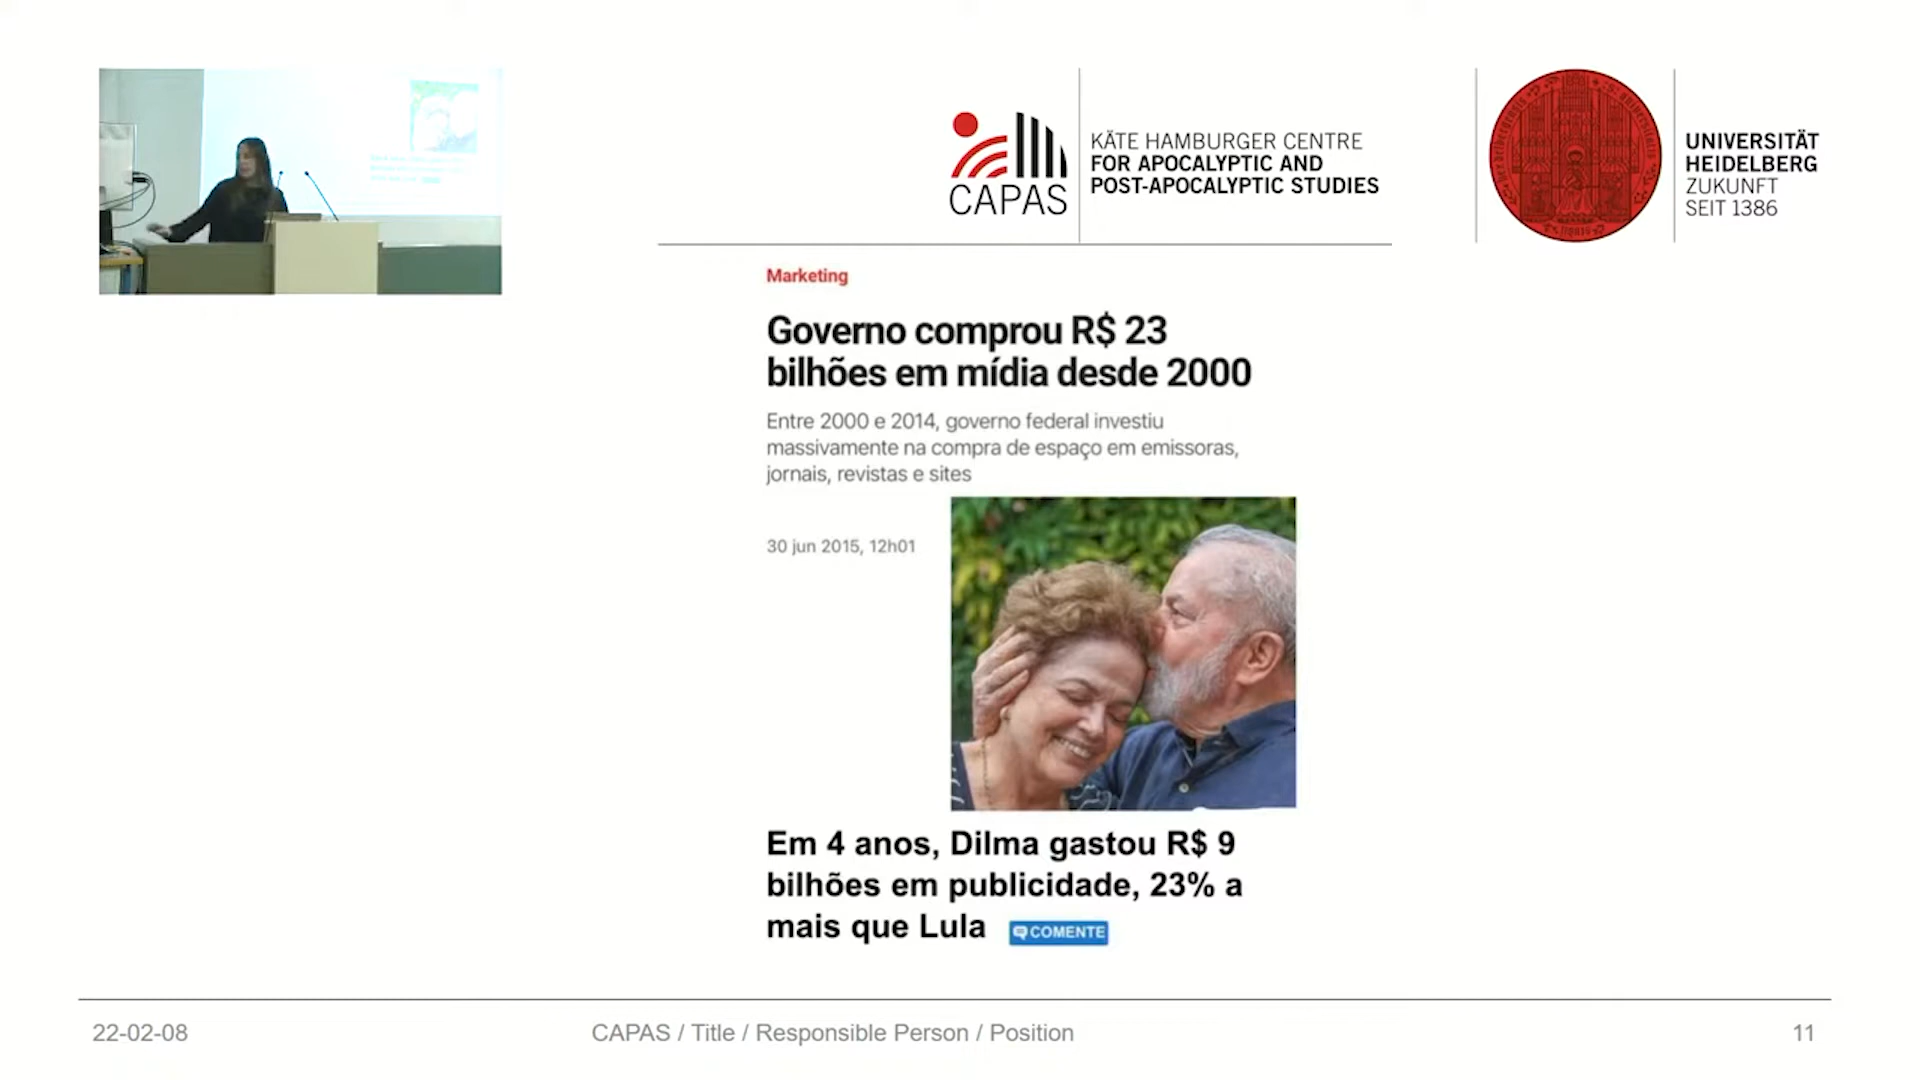 CAPAS
KÄTE HAMBURGER CENTRE
FOR APOCALYPTIC AND
POST-APOCALYPTIC STUDIES
UNIVERSITÄT
HEIDELBERG
ZUKUNFT
SEIT 1386
Marketing
Governo comprou R$ 23
bilhões em mídia desde 2000
Entre 2000 e 2014, governo federal investiu
massivamente na compra de espaço em emissoras,
jornais, revistas e sites
30 jun 2015, 12h01
Em 4 anos, Dilma gastou R$ 9
bilhões em publicidade, 23% a
mais que Lula COMENTE
22-02-08 CAPAS / Title / Responsible Person / Position 11